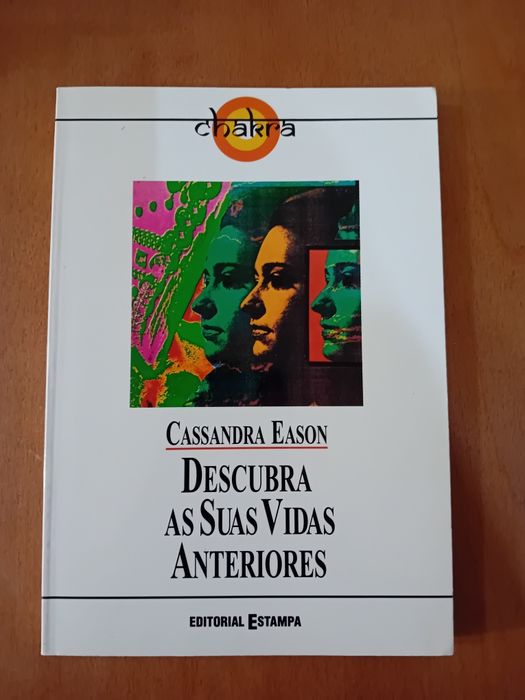 chakra
CASSANDRA EASON
DESCUBRA
AS SUAS VIDAS
ANTERIORES
EDITORIAL ESTAMPA